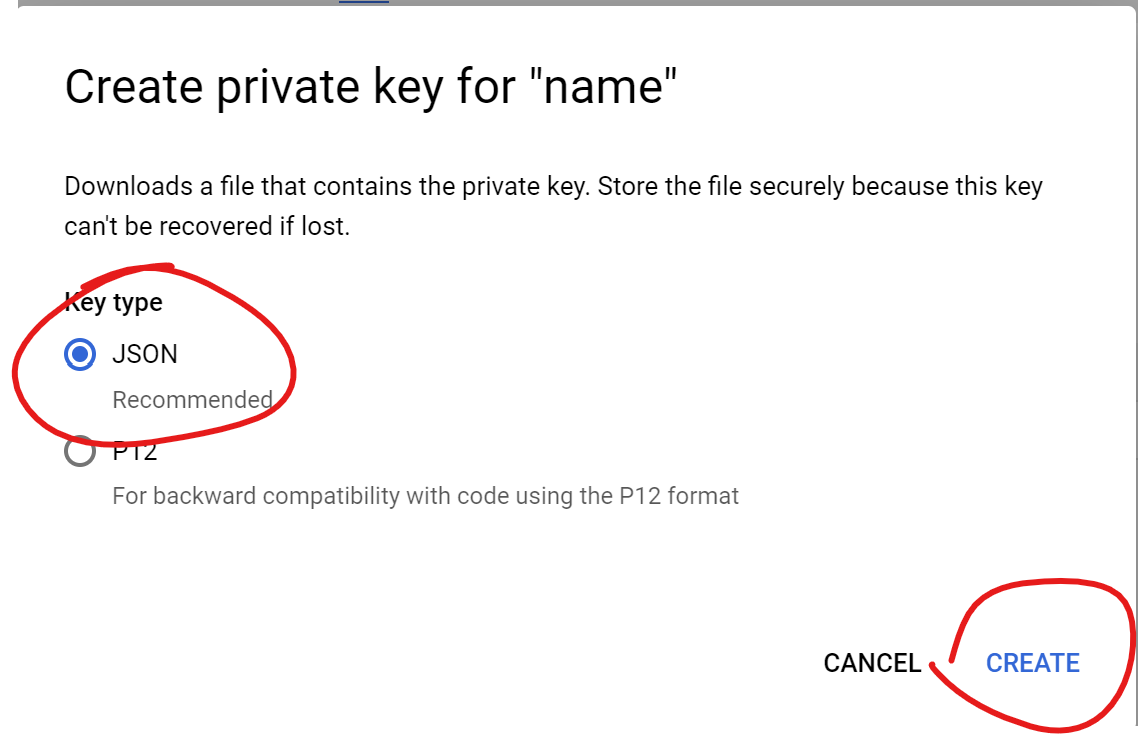 Create private key for "name"
Downloads a file that contains the private key. Store the file securely because this key
can't be recovered if lost.
Key type
JSON
Recommended
P12
For backward compatibility with code using the P12 format
CANCEL
CREATE